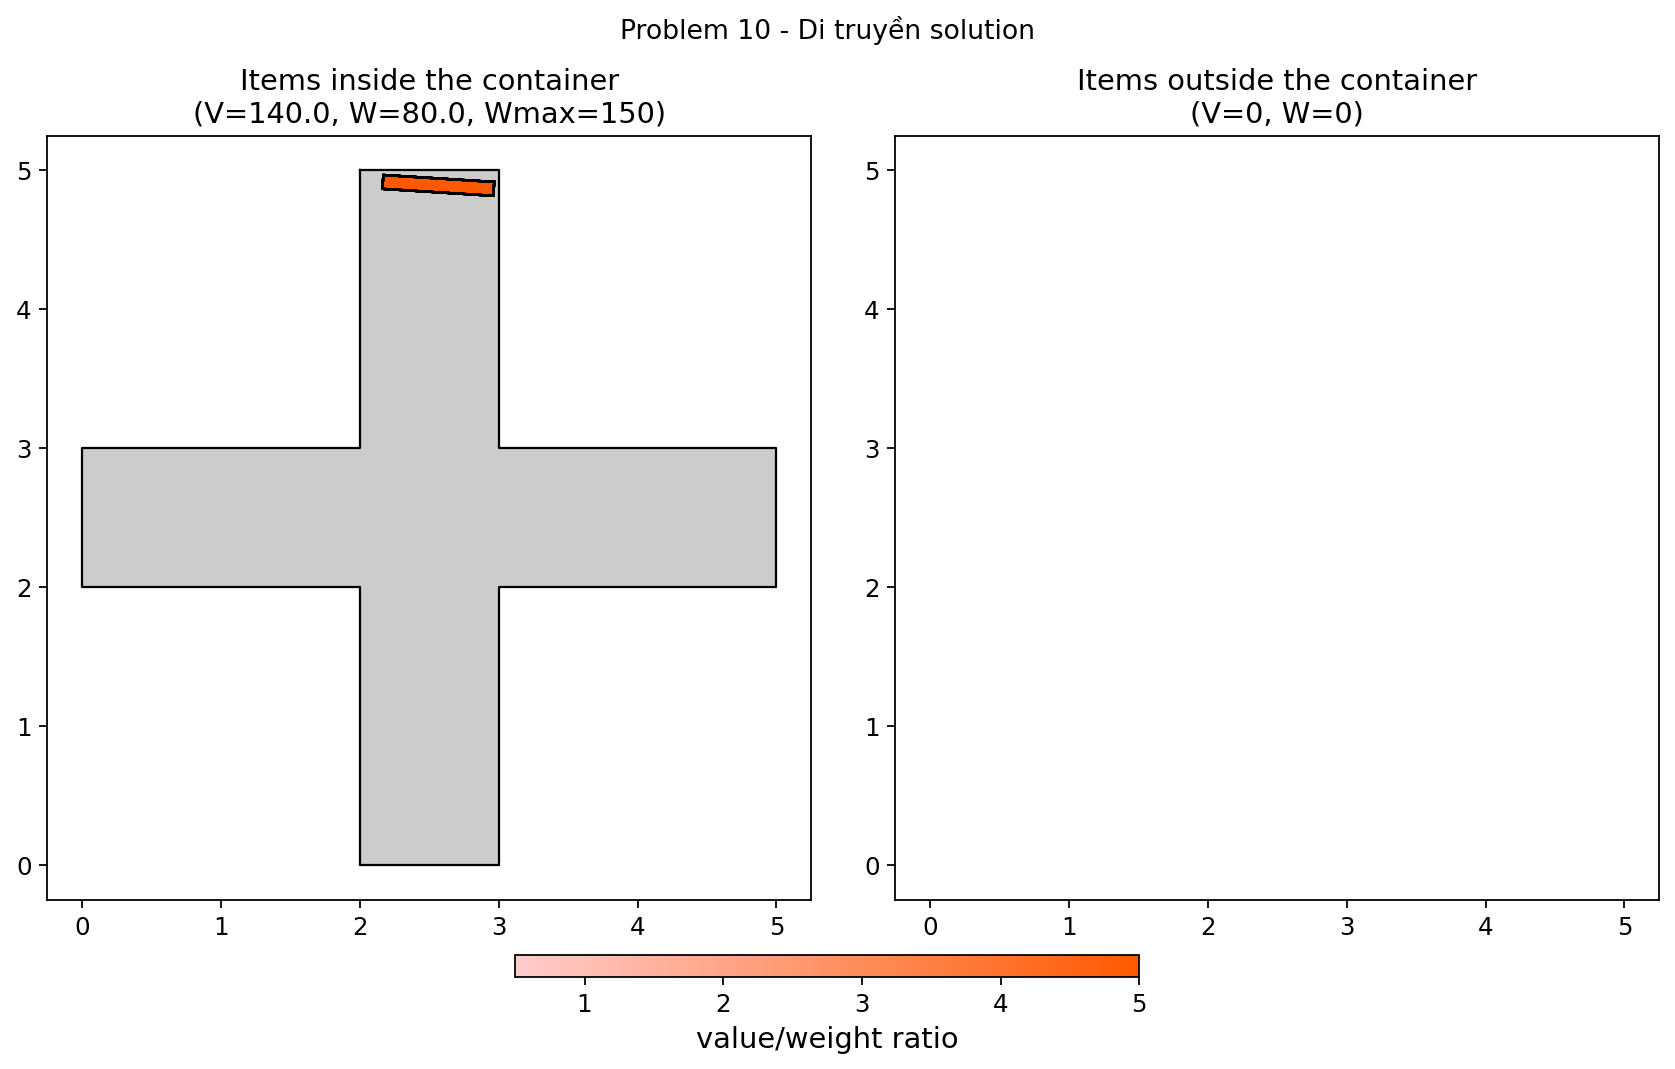 Problem 10 - Di truyền solution
Items inside the container
(V=140.0, W=80.0, Wmax=150)
5
4
3
2
1
0
0 1 2 3 4 5
Items outside the container
(V=0, W=0)
5
4
3
2
1
0
0 1 2 3 4 5
1 2 3 4 5
value/weight ratio